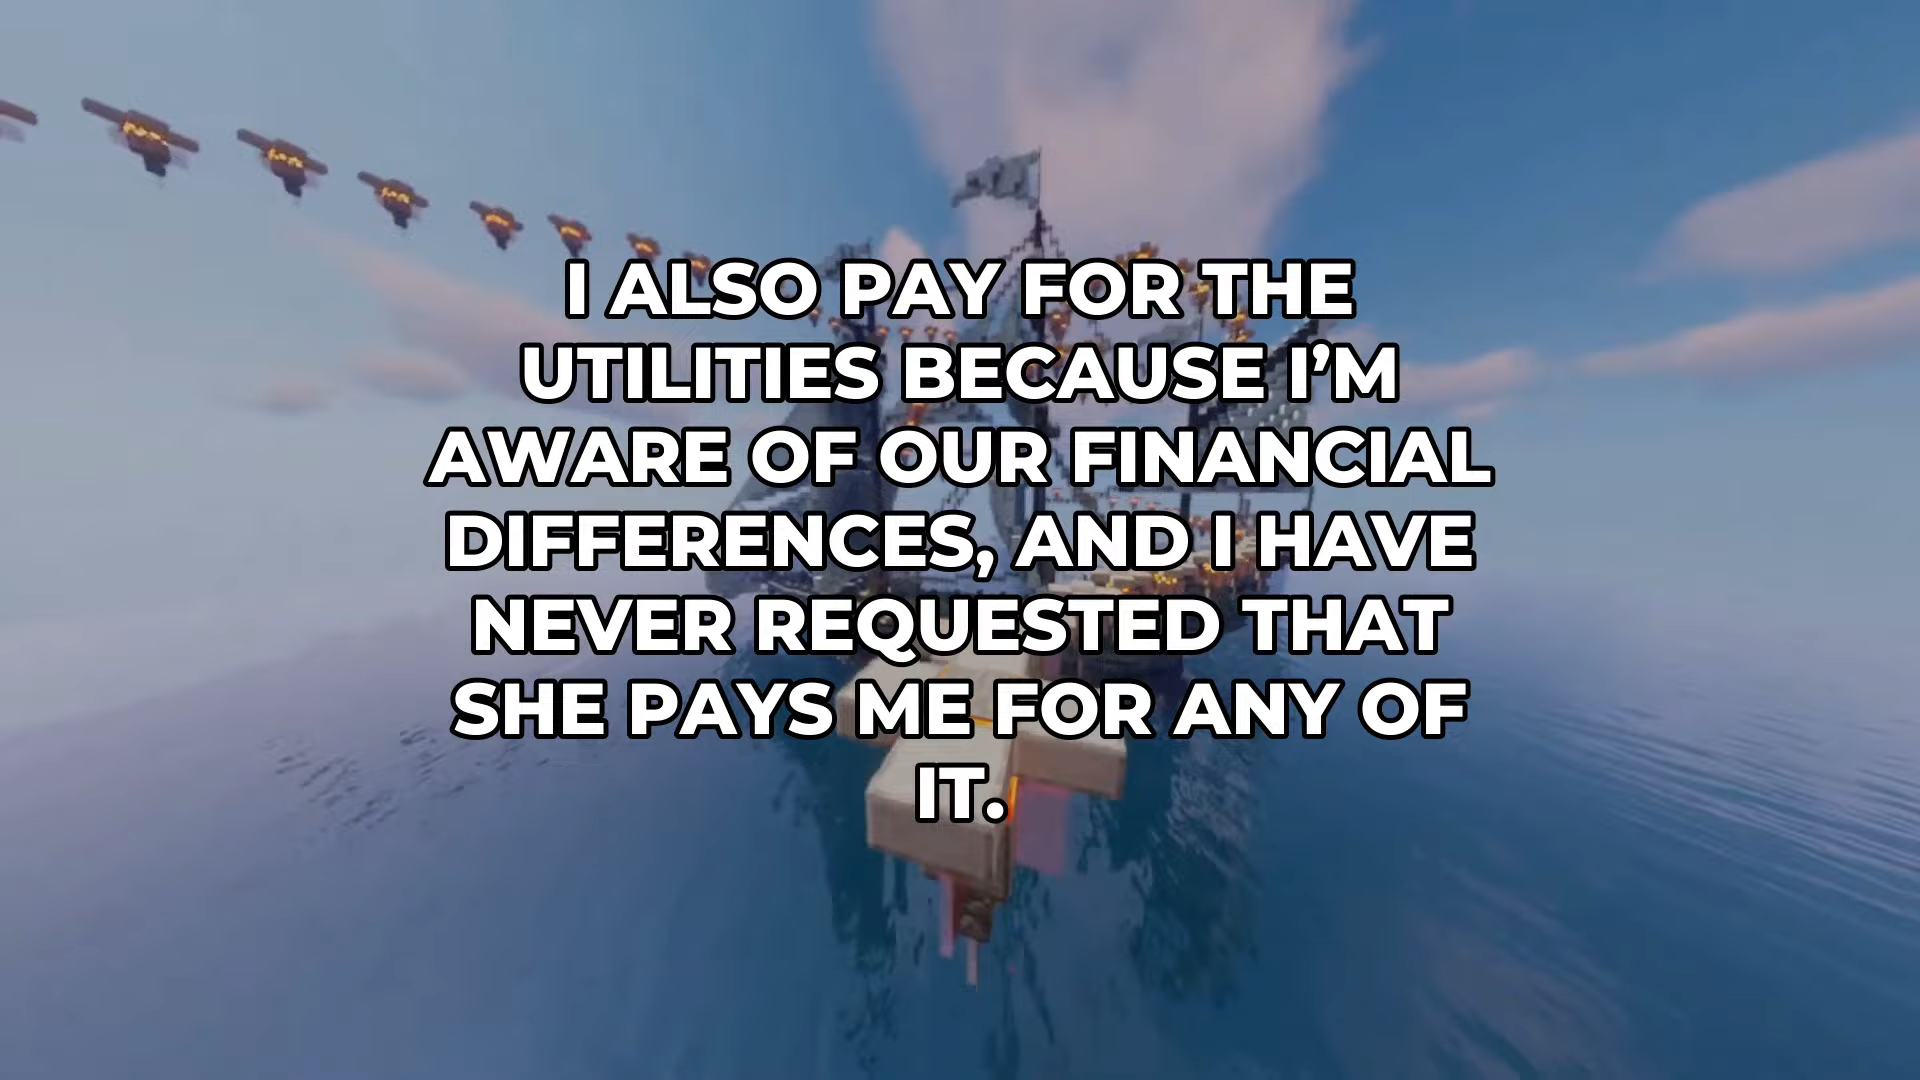 I ALSO PAY FOR THE
UTILITIES BECAUSE I’M
AWARE OF OUR FINANCIAL
DIFFERENCES, AND I HAVE
NEVER REQUESTED THAT
SHE PAYS ME FOR ANY OF
IT.